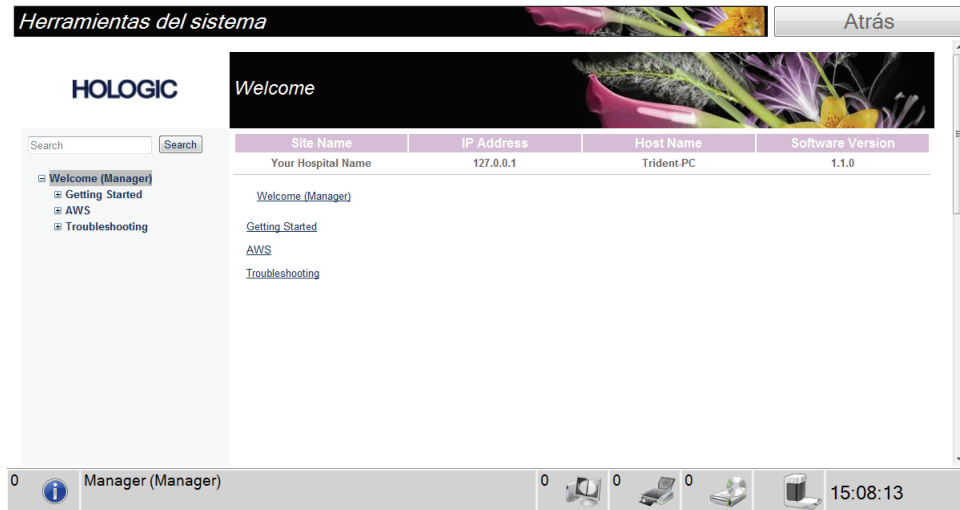 Herramientas del sistema
Atrás
HOLOGIC
Welcome
Search Search
Site Name IP Address Host Name Software Version
Your Hospital Name 127.0.0.1 Trident-PC 1.1.0
Welcome (Manager)
Getting Started
AWS
Troubleshooting
Welcome (Manager)
Getting Started
AWS
Troubleshooting
0 Manager (Manager) 0 0 0 15:08:13